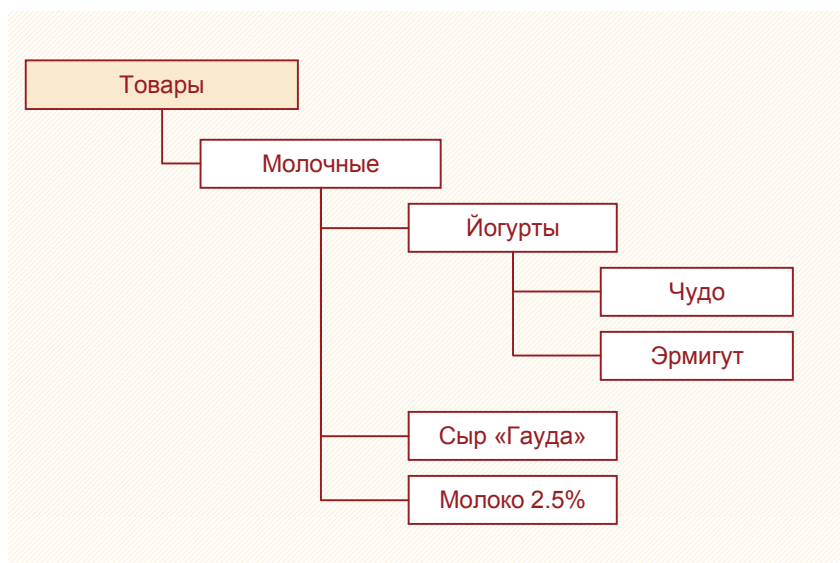 Товары
Молочные
Йогурты
Чудо
Эрмигут
Сыр «Гауда»
Молоко 2.5%